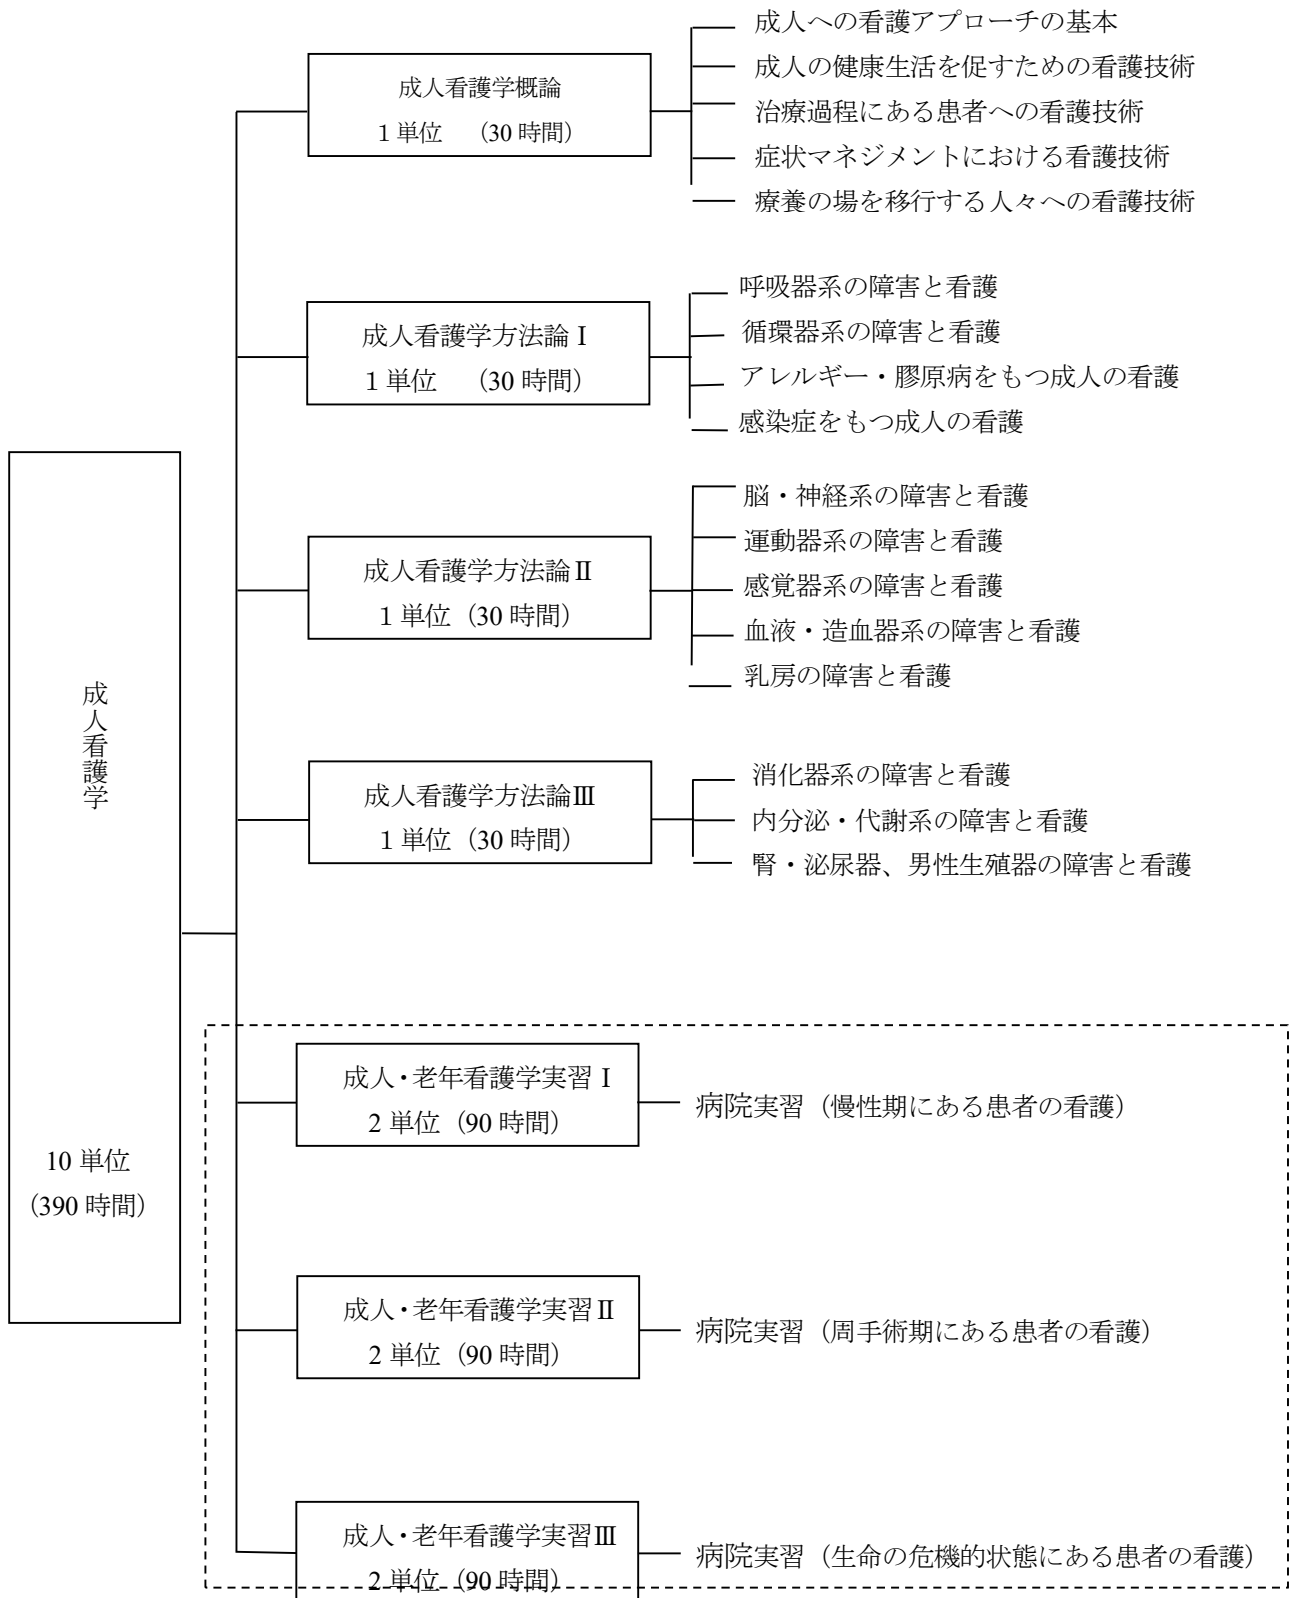 成人看護学
10 単位
(390 時間)
成人看護学概論
1 単位 (30 時間)
成人への看護アプローチの基本
成人の健康生活を促すための看護技術
治療過程にある患者への看護技術
症状マネジメントにおける看護技術
療養の場を移行する人々への看護技術
成人看護学方法論Ⅰ
1 単位 (30 時間)
呼吸器系の障害と看護
循環器系の障害と看護
アレルギー・膠原病をもつ成人の看護
感染症をもつ成人の看護
成人看護学方法論Ⅱ
1 単位 (30 時間)
脳・神経系の障害と看護
運動器系の障害と看護
感覚器系の障害と看護
血液・造血器系の障害と看護
乳房の障害と看護
成人看護学方法論Ⅲ
1 単位 (30 時間)
消化器系の障害と看護
内分泌・代謝系の障害と看護
腎・泌尿器、男性生殖器の障害と看護
成人・老年看護学実習Ⅰ
2 単位 (90 時間)
病院実習（慢性期にある患者の看護）
成人・老年看護学実習Ⅱ
2 単位 (90 時間)
病院実習（周手術期にある患者の看護）
成人・老年看護学実習Ⅲ
2 単位 (90 時間)
病院実習（生命の危機的状態にある患者の看護）